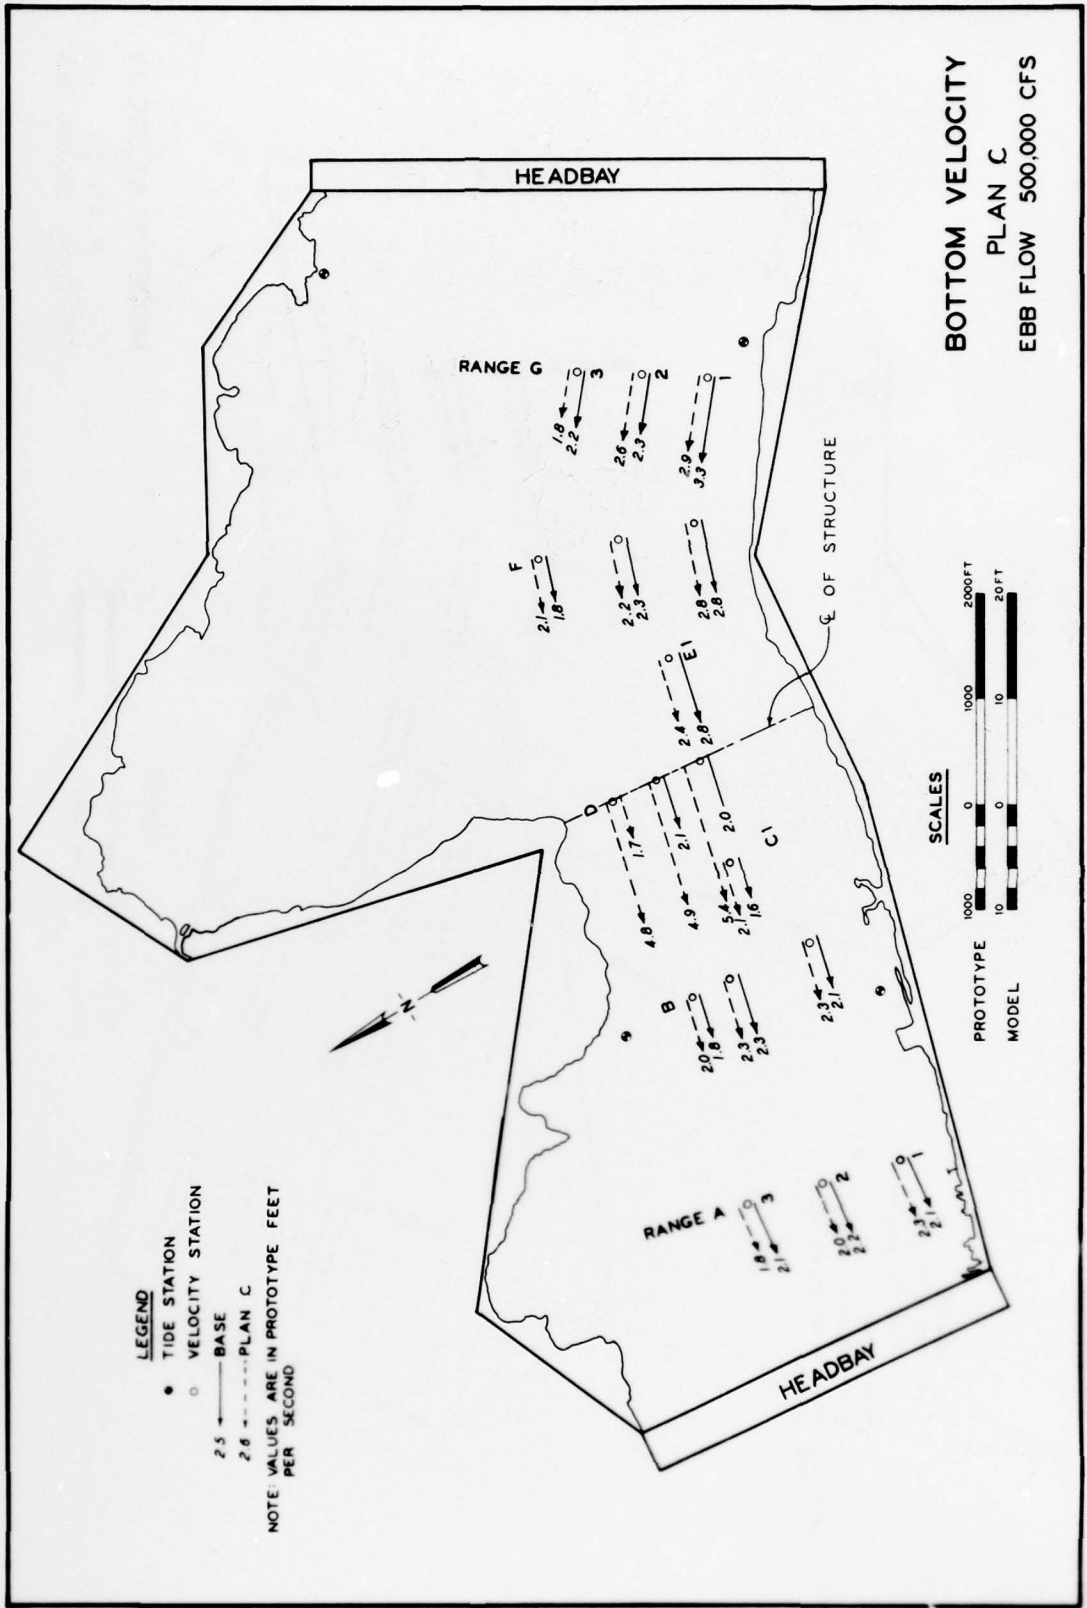 HEADBAY
BOTTOM VELOCITY
PLAN C
EBB FLOW 500,000 CFS
RANGE G
3
2
1
1.8
2.2
2.6
2.3
2.9
3.3
F
2.1
1.8
2.2
2.3
2.8
2.8
E1
2.4
2.8
℄ OF STRUCTURE
D
1.7
4.8
2.1
4.9
2.0
5.4
C1
2.1
1.6
B
2.0
1.8
2.3
2.3
2.3
2.1
RANGE A
3
2
1
1.8
2.1
2.0
2.2
2.3
2.1
HEADBAY
N
SCALES
PROTOTYPE 1000 0 1000 2000 FT
MODEL 10 0 10 20 FT
LEGEND
TIDE STATION
VELOCITY STATION
2.5 BASE
2.6 PLAN C
NOTE: VALUES ARE IN PROTOTYPE FEET
PER SECOND